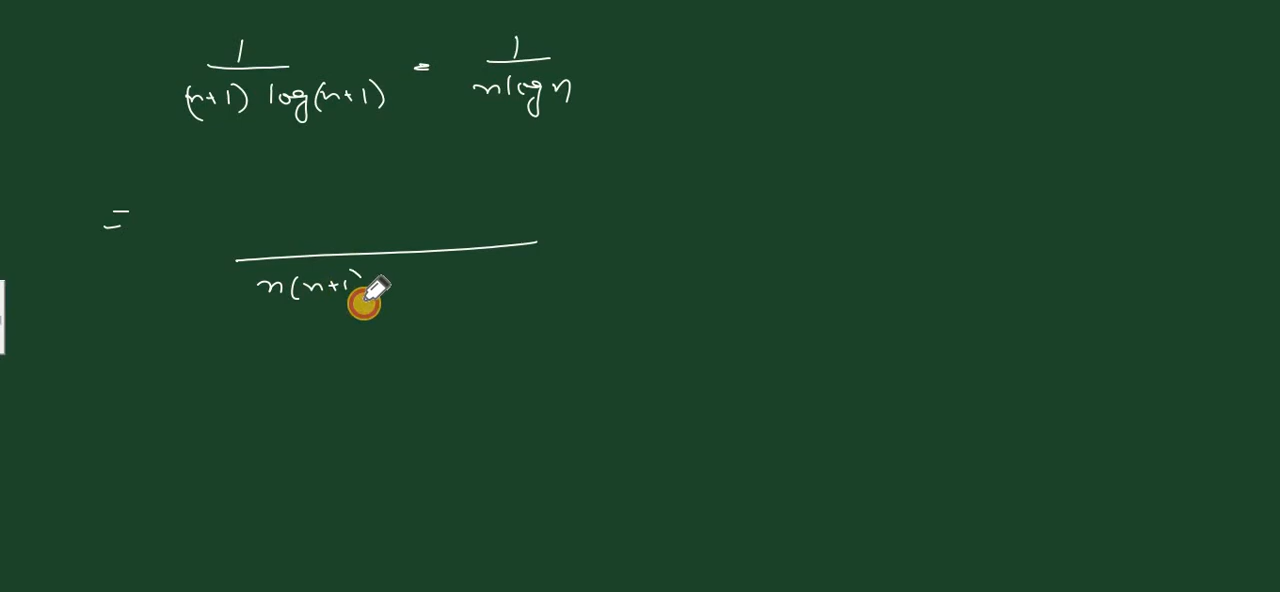 1/((n+1) log(n+1)) = 1/(n log n)
= /(n(n+1)